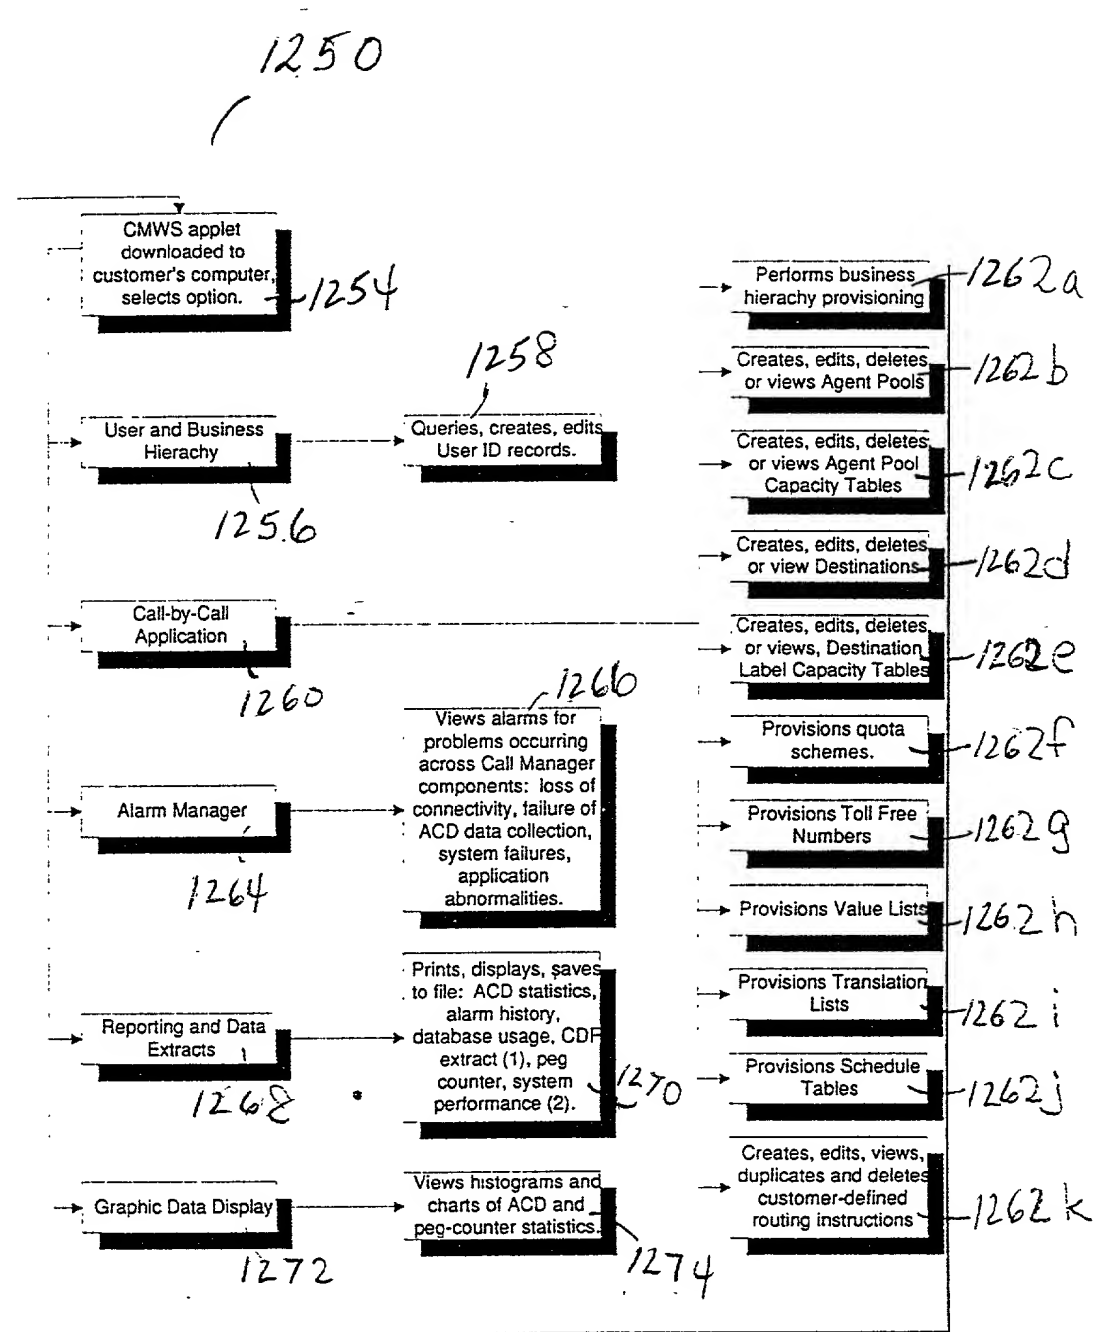 1250
CMWS applet
downloaded to
customer's computer,
selects option.
1254
User and Business
Hierachy
1256
1258
Queries, creates, edits
User ID records.
Call-by-Call
Application
1260
Alarm Manager
1264
1266
Views alarms for
problems occurring
across Call Manager
components: loss of
connectivity, failure of
ACD data collection,
system failures,
application
abnormalities.
Reporting and Data
Extracts
1268
Prints, displays, saves
to file: ACD statistics,
alarm history,
database usage, CDF
extract (1), peg
counter, system
performance (2).
1270
Graphic Data Display
1272
Views histograms and
charts of ACD and
peg-counter statistics.
1274
Performs business
hierachy provisioning
1262a
Creates, edits, deletes
or views Agent Pools
1262b
Creates, edits, deletes
or views Agent Pool
Capacity Tables
1262c
Creates, edits, deletes
or view Destinations
1262d
Creates, edits, deletes
or views, Destination
Label Capacity Tables
1262e
Provisions quota
schemes.
1262f
Provisions Toll Free
Numbers
1262g
Provisions Value Lists
1262h
Provisions Translation
Lists
1262i
Provisions Schedule
Tables
1262j
Creates, edits, views,
duplicates and deletes
customer-defined
routing instructions
1262k